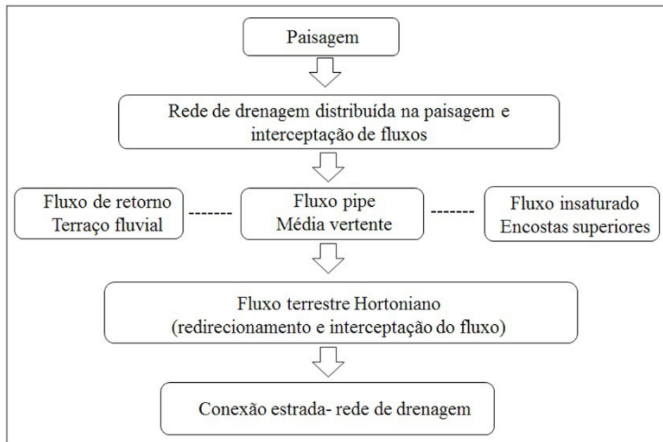 Paisagem
Rede de drenagem distribuída na paisagem e
interceptação de fluxos
Fluxo de retorno
Terraço fluvial
Fluxo pipe
Média vertente
Fluxo insaturado
Encostas superiores
Fluxo terrestre Hortoniano
(redirecionamento e interceptação do fluxo)
Conexão estrada- rede de drenagem